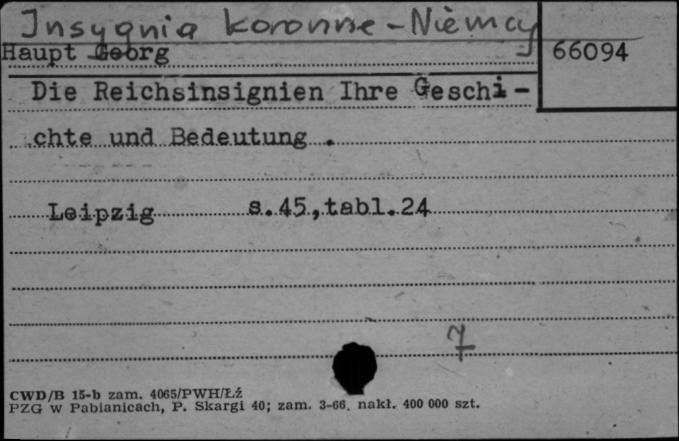 Insygnia koronne - Niemcy
Haupt Georg
66094
Die Reichsinsignien Ihre Geschi-
chte und Bedeutung .
Leipzig s.45,tabl.24
7
CWD/B 15-b zam. 4065/PWH/Łź
PZG w Pabianicach, P. Skargi 40; zam. 3-66. nakł. 400 000 szt.